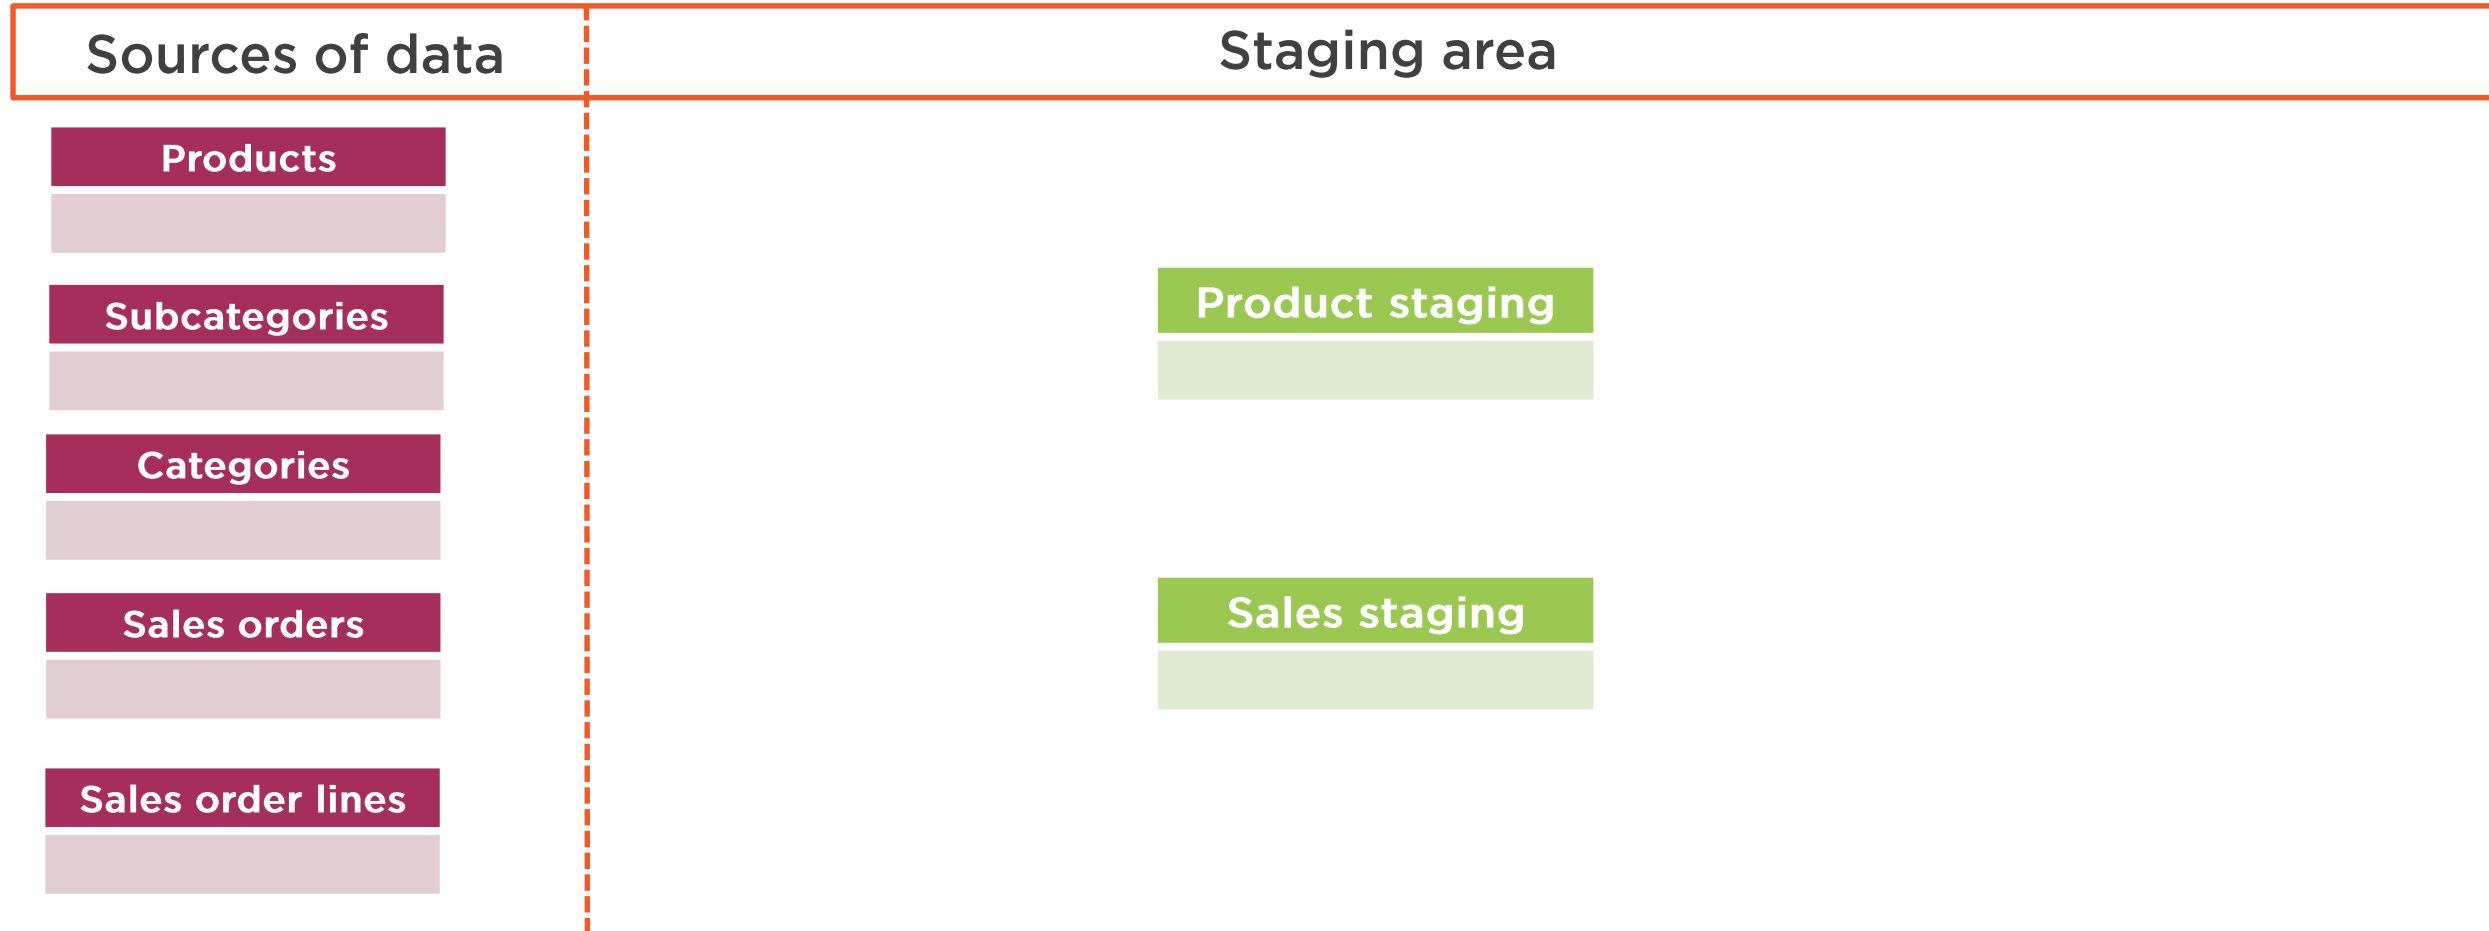 Sources of data
Staging area
Products
Subcategories
Categories
Sales orders
Sales order lines
Product staging
Sales staging